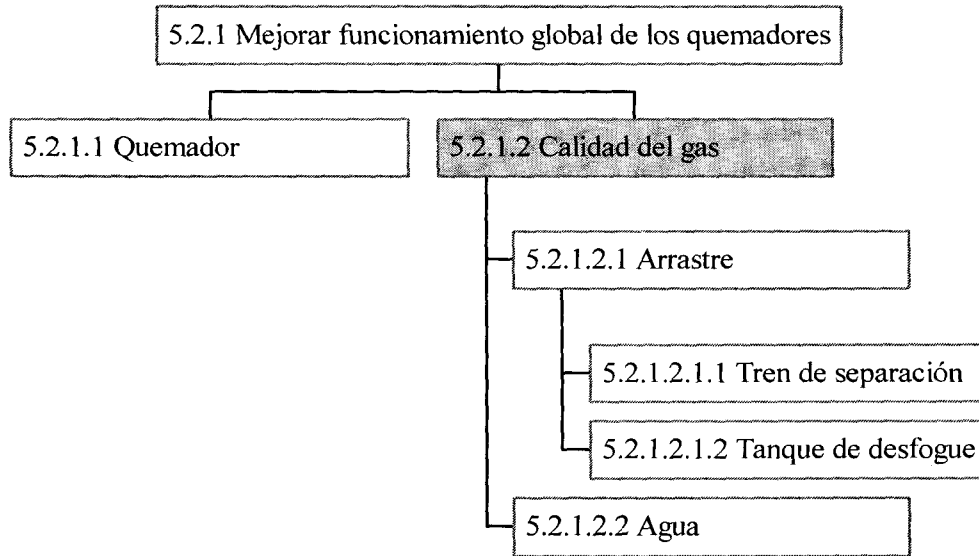 5.2.1 Mejorar funcionamiento global de los quemadores
5.2.1.1 Quemador
5.2.1.2 Calidad del gas
5.2.1.2.1 Arrastre
5.2.1.2.1.1 Tren de separación
5.2.1.2.1.2 Tanque de desfogue
5.2.1.2.2 Agua